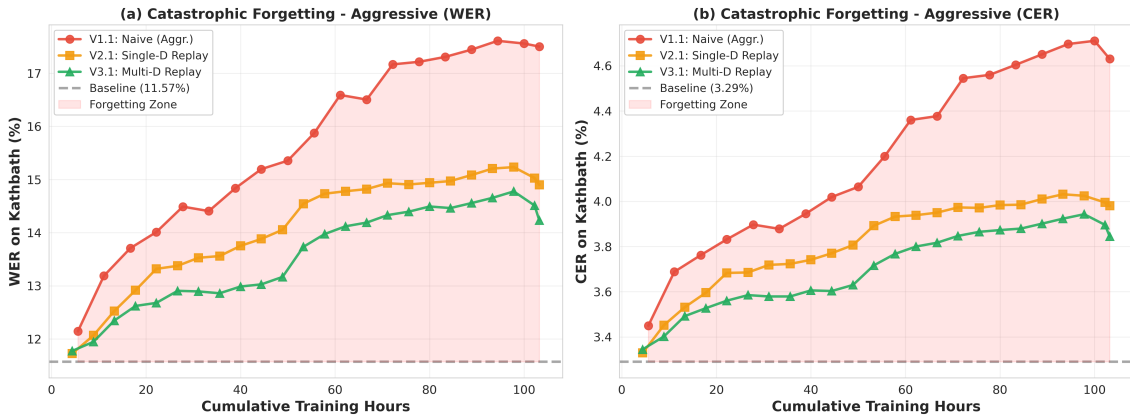 (a) Catastrophic Forgetting - Aggressive (WER)
V1.1: Naive (Aggr.)
V2.1: Single-D Replay
V3.1: Multi-D Replay
Baseline (11.57%)
Forgetting Zone
WER on Kathbath (%)
17
16
15
14
13
12
0 20 40 60 80 100
Cumulative Training Hours
(b) Catastrophic Forgetting - Aggressive (CER)
V1.1: Naive (Aggr.)
V2.1: Single-D Replay
V3.1: Multi-D Replay
Baseline (3.29%)
Forgetting Zone
CER on Kathbath (%)
4.6
4.4
4.2
4.0
3.8
3.6
3.4
0 20 40 60 80 100
Cumulative Training Hours